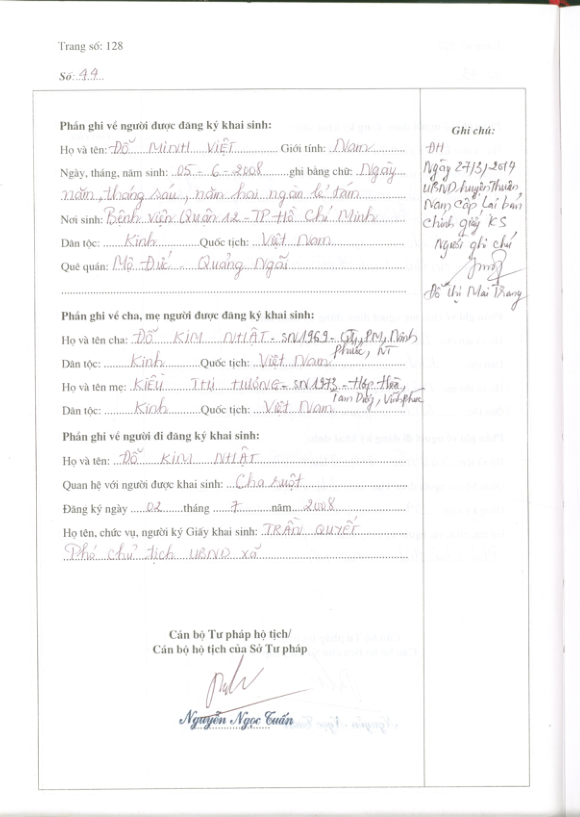 Trang số: 128
Số: 44
Phần ghi về người được đăng ký khai sinh:
Họ và tên: ĐỖ MINH VIỆT Giới tính: Nam
Ngày, tháng, năm sinh: 05 - 6 - 2008 ghi bằng chữ: Ngày
năm, tháng sáu, năm hai ngàn lẻ tám
Nơi sinh: Bệnh viện Quận 12 - TP Hồ Chí Minh
Dân tộc: Kinh Quốc tịch: Việt Nam
Quê quán: Mộ Đức Quảng Ngãi
Phần ghi về cha, mẹ người được đăng ký khai sinh:
Họ và tên cha: ĐỖ KIM NHẬT - SN 1969 - PM, Ninh
phước, NT
Dân tộc: Kinh Quốc tịch: Việt Nam
Họ và tên mẹ: KIỀU THỊ HƯỜNG - SN 1973 - Hợp Hòa,
Tam Dương, Vĩnh phúc
Dân tộc: Kinh Quốc tịch: Việt Nam
Phần ghi về người đi đăng ký khai sinh:
Họ và tên: ĐỖ KIM NHẬT
Quan hệ với người được khai sinh: Cha ruột
Đăng ký ngày 02 tháng 7 năm 2008
Họ tên, chức vụ, người ký Giấy khai sinh: TRẦN QUYẾT
Phó chủ tịch UBND xã
Cán bộ Tư pháp hộ tịch/
Cán bộ hộ tịch của Sở Tư pháp
Nguyễn Ngọc Tuấn
Ghi chú:
ĐH
Ngày 27/3/2017
UBND huyện Thuận
Nam cấp lại bản
chính giấy KS
Người ghi chú
Đỗ Thị Mai Trang